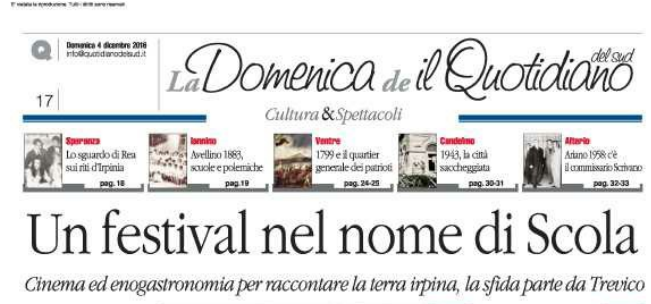 E' vietata la riproduzione. Tutti i diritti sono riservati
Domenica 4 dicembre 2016
info@quotidianodelsud.it
17
La Domenica de il Quotidiano del sud
Cultura & Spettacoli
Speranza
Lo sguardo di Rea
sui riti d'Irpinia
pag. 18
Iannino
Avellino 1883,
scuole e polemiche
pag. 19
Ventre
1799 e il quartier
generale dei patrioti
pag. 24-25
Candelmo
1943, la città
saccheggiata
pag. 30-31
Alterio
Ariano 1958: c'è
il commissario Scrivano
pag. 32-33
Un festival nel nome di Scola
Cinema ed enogastronomia per raccontare la terra irpina, la sfida parte da Trevico